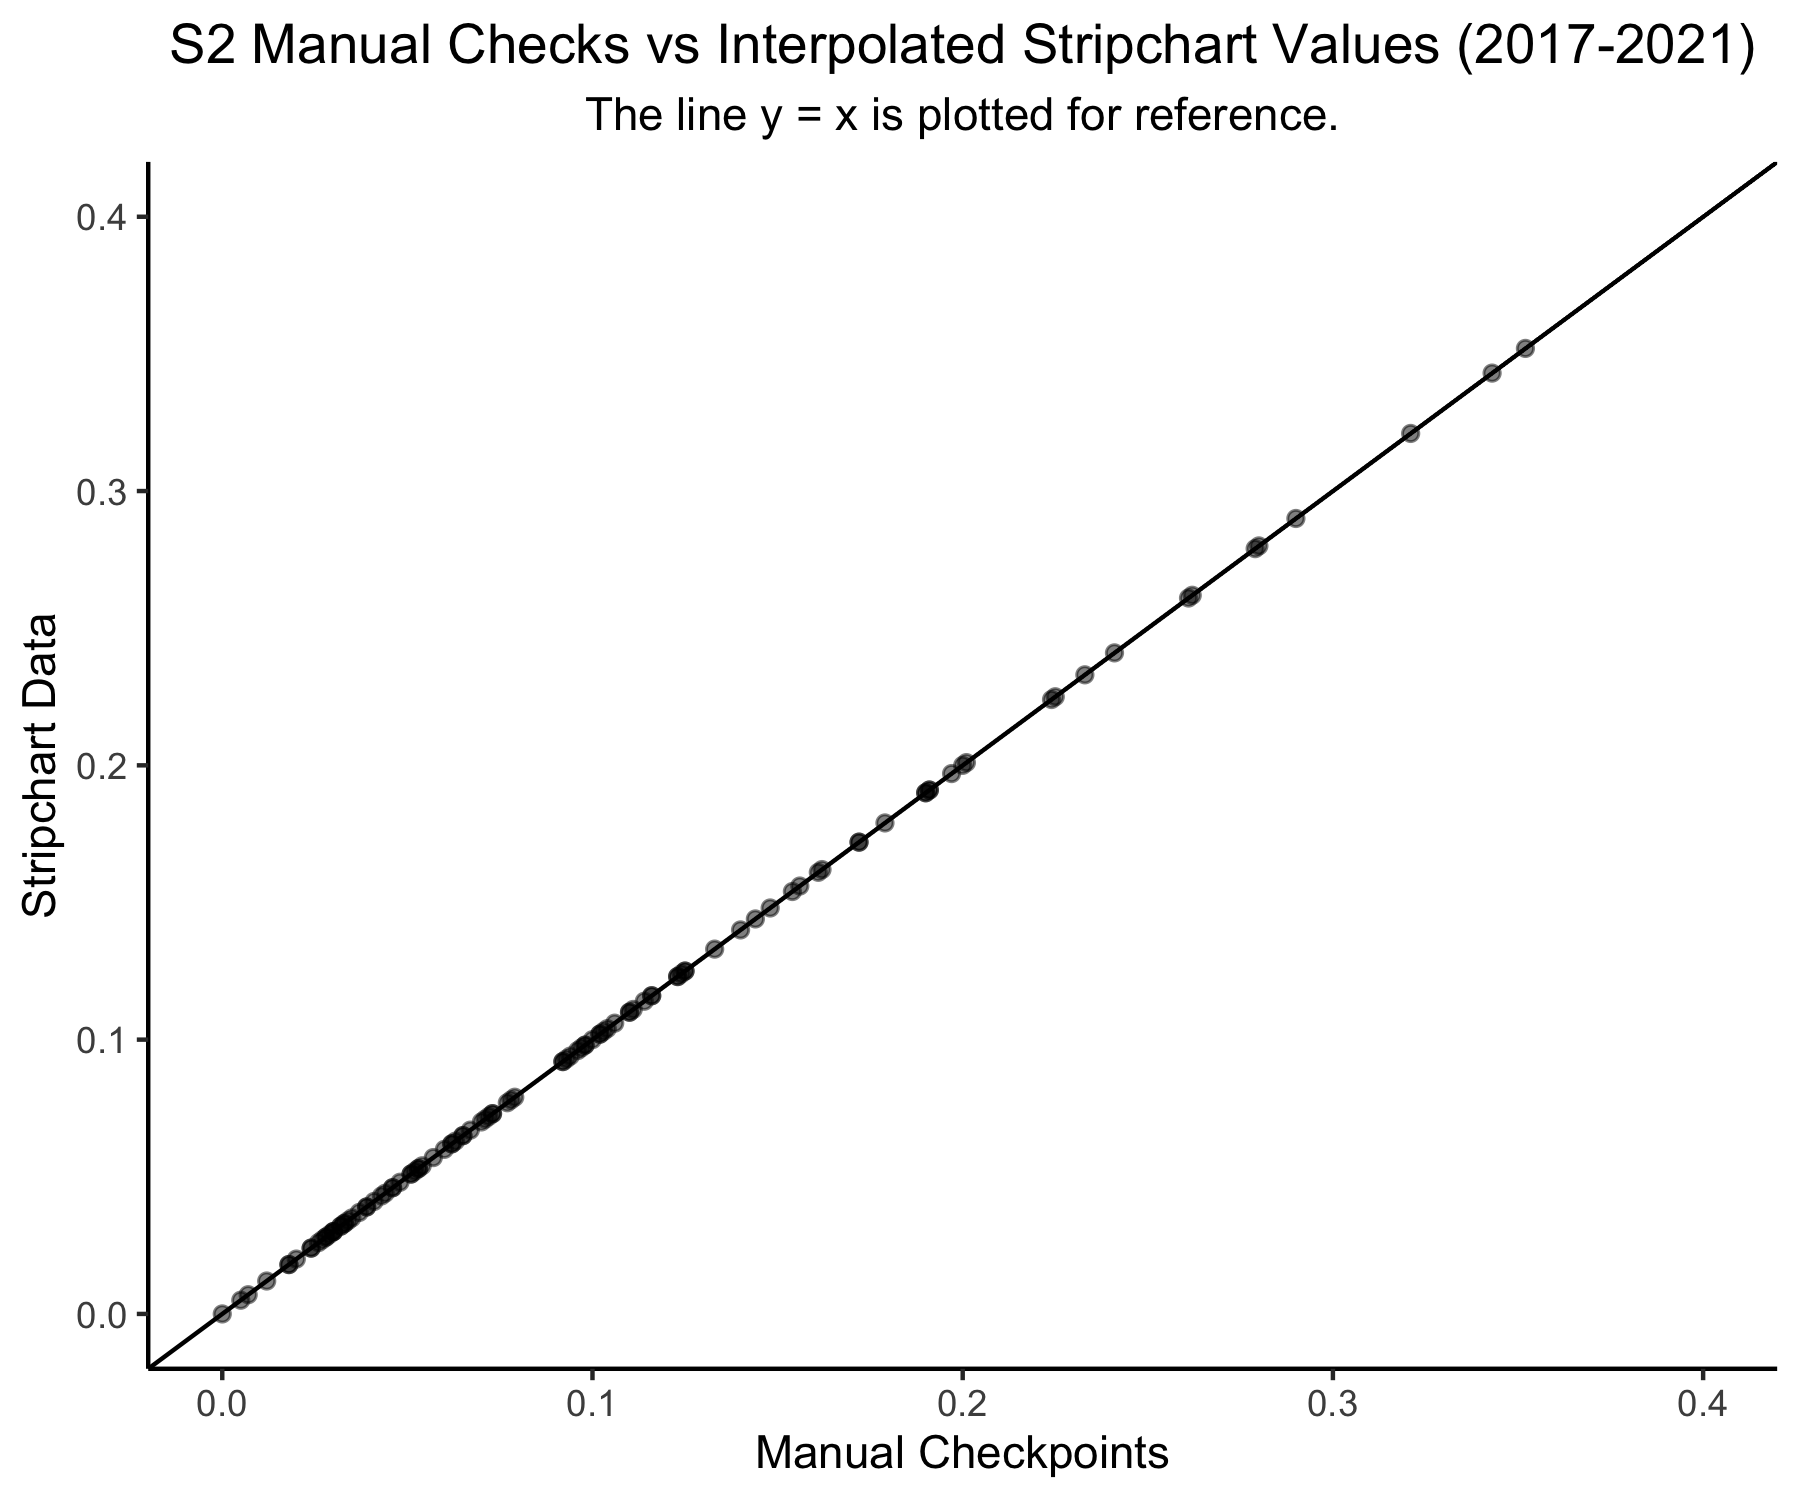 S2 Manual Checks vs Interpolated Stripchart Values (2017-2021)
The line y = x is plotted for reference.
0.4
0.3
0.2
0.1
0.0
Stripchart Data
0.0 0.1 0.2 0.3 0.4
Manual Checkpoints